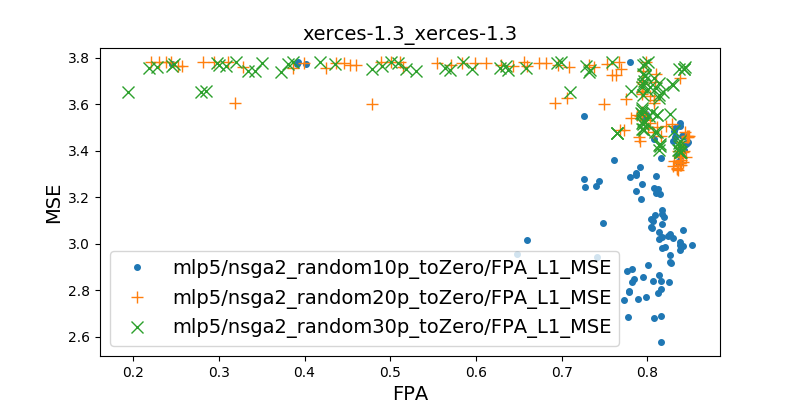 xerces-1.3_xerces-1.3
3.8
3.6
3.4
3.2
3.0
2.8
2.6
MSE
mlp5/nsga2_random10p_toZero/FPA_L1_MSE
mlp5/nsga2_random20p_toZero/FPA_L1_MSE
mlp5/nsga2_random30p_toZero/FPA_L1_MSE
0.2 0.3 0.4 0.5 0.6 0.7 0.8
FPA